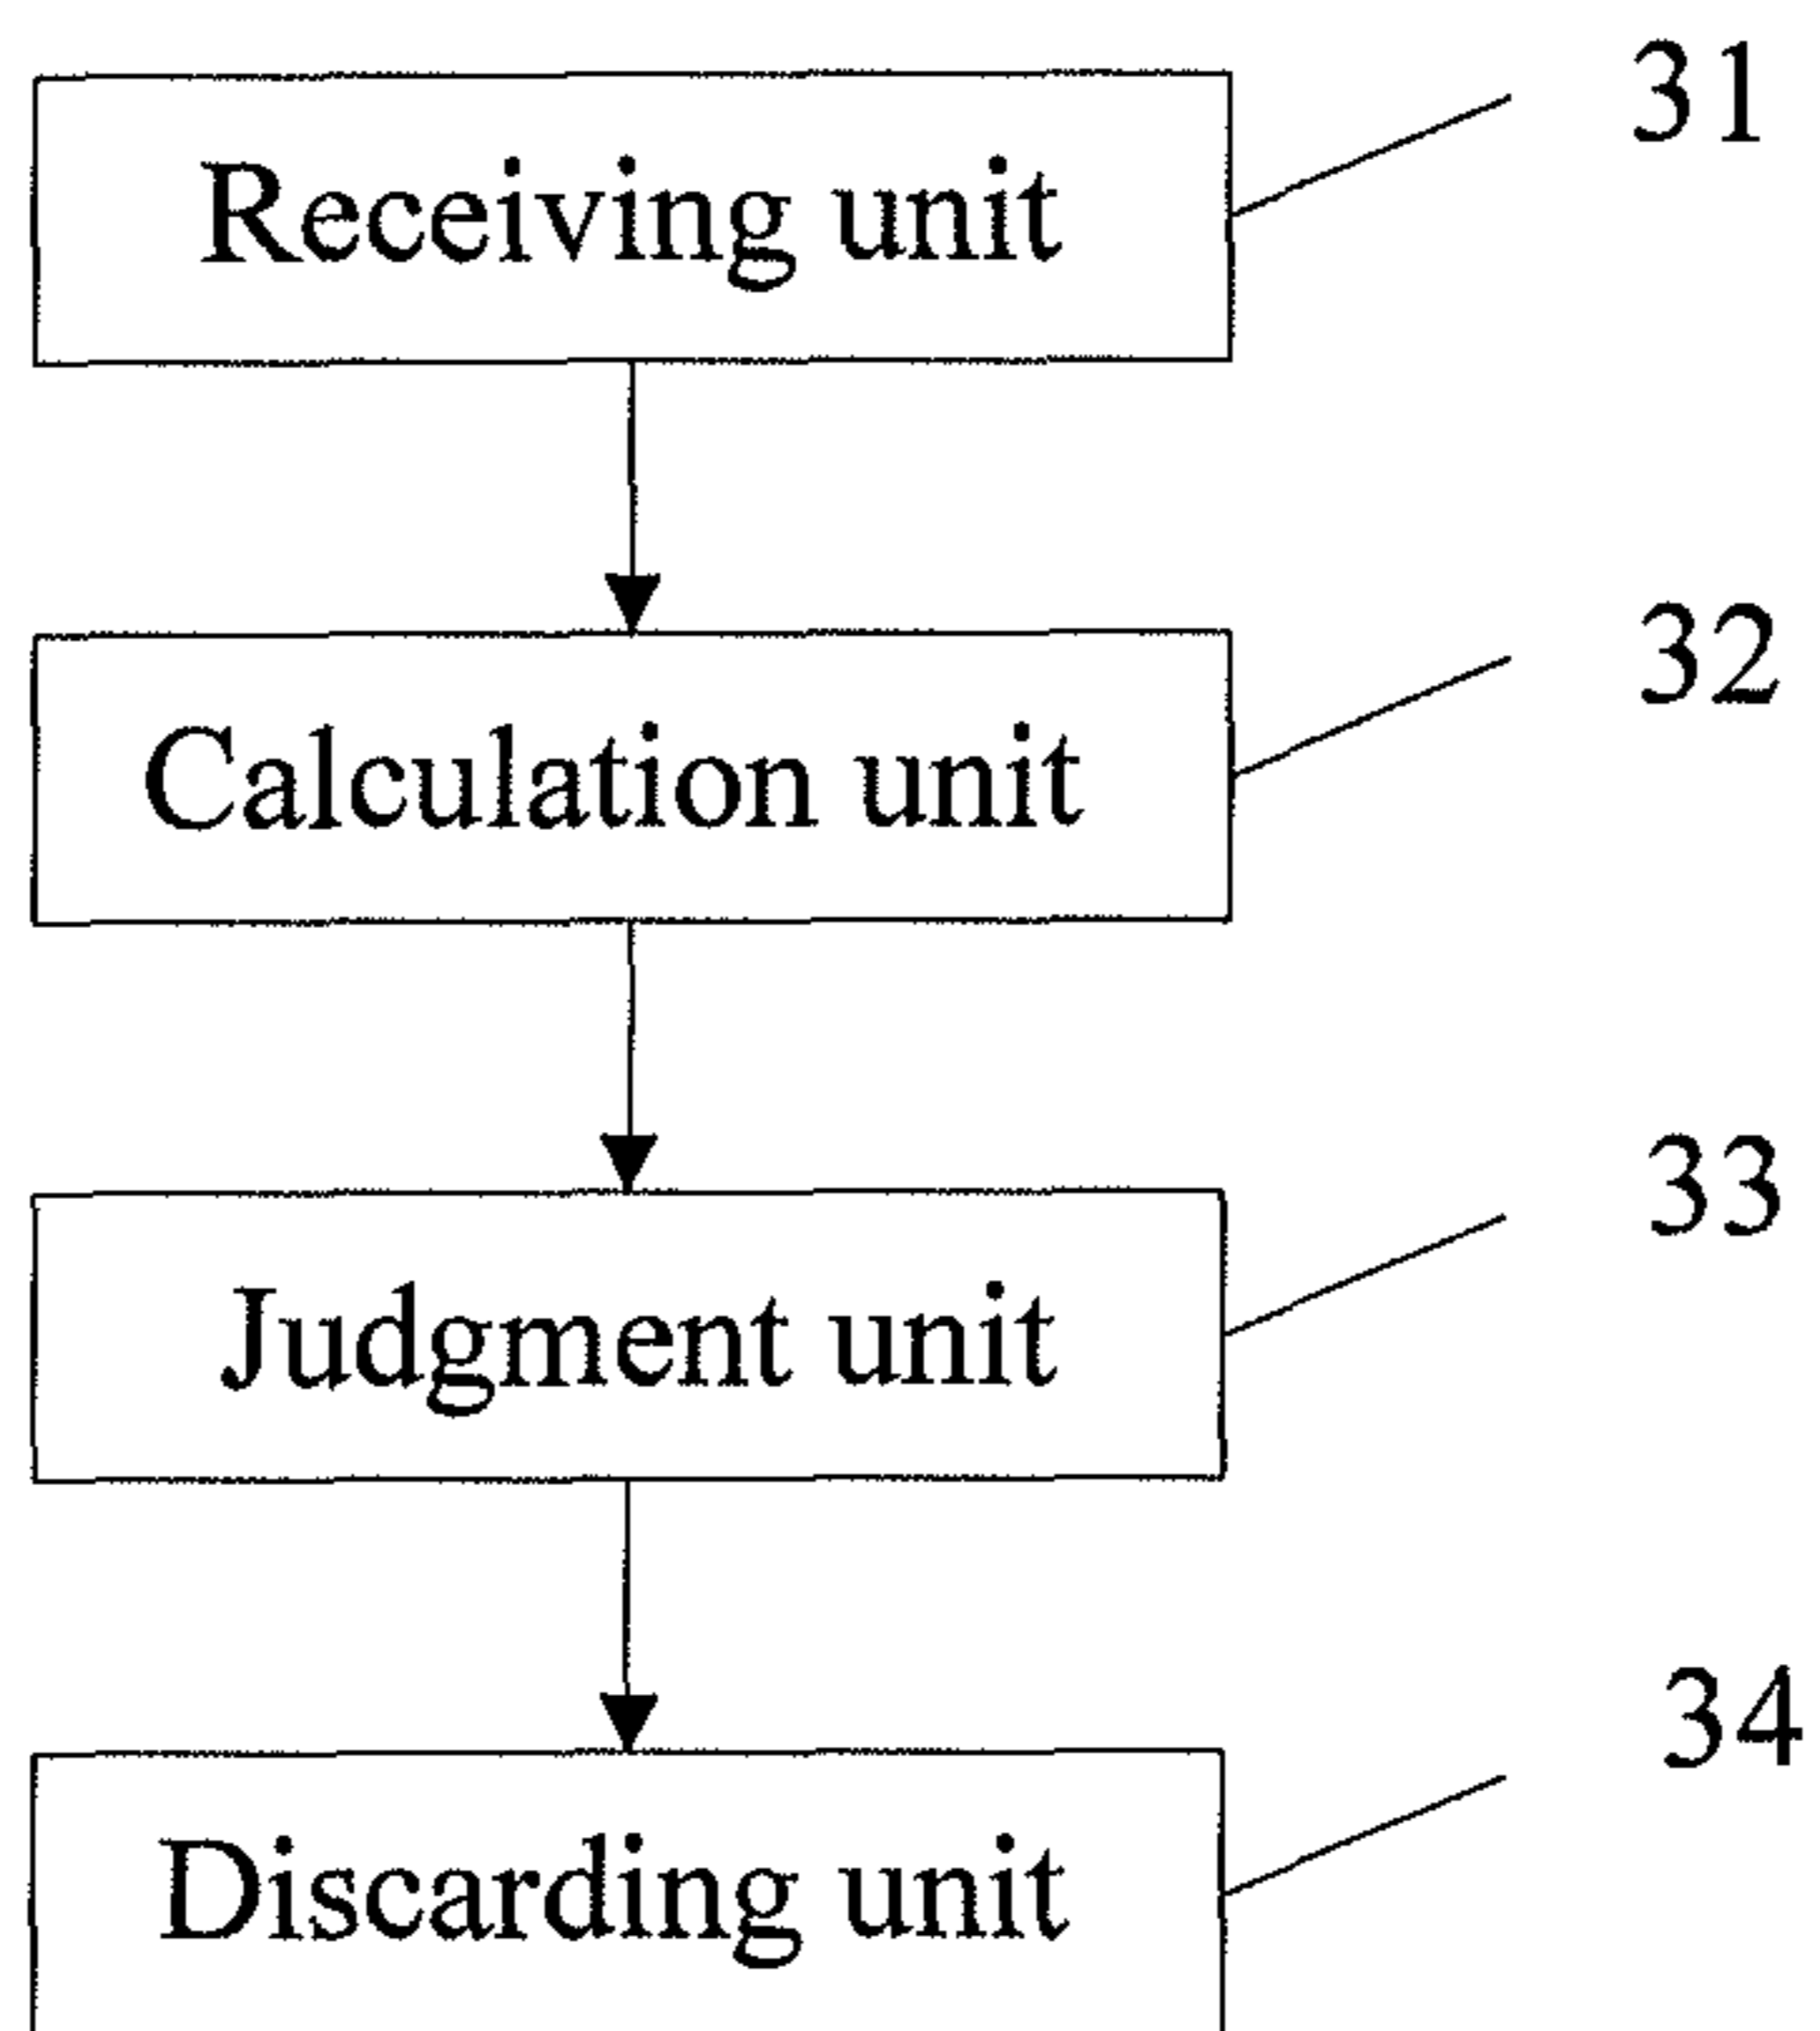 Receiving unit
31
Calculation unit
32
Judgment unit
33
Discarding unit
34